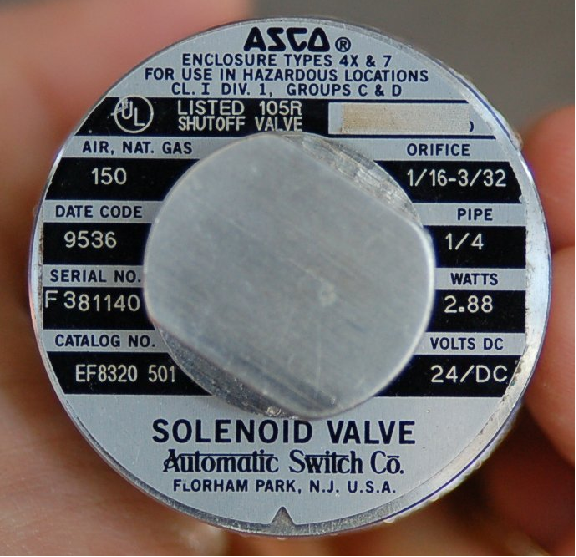 ASCO ®
ENCLOSURE TYPES 4X & 7
FOR USE IN HAZARDOUS LOCATIONS
CL. I DIV. 1, GROUPS C & D
UL LISTED 105R
SHUTOFF VALVE
AIR, NAT. GAS
150
ORIFICE
1/16-3/32
DATE CODE
9536
PIPE
1/4
SERIAL NO.
F381140
WATTS
2.88
CATALOG NO.
EF8320 501
VOLTS DC
24/DC
SOLENOID VALVE
Automatic Switch Co.
FLORHAM PARK, N.J. U.S.A.